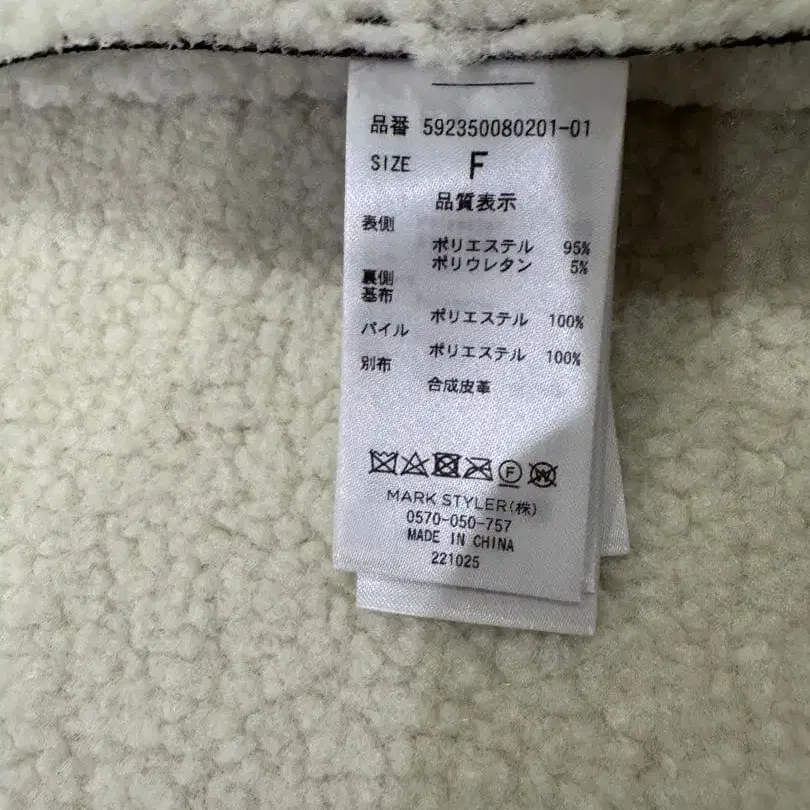 品番 592350080201-01
SIZE F
品質表示
表側
ポリエステル 95%
ポリウレタン 5%
裏側
基布
ポリエステル 100%
パイル
ポリエステル 100%
別布
合成皮革
F W
MARK STYLER(株)
0570-050-757
MADE IN CHINA
221025